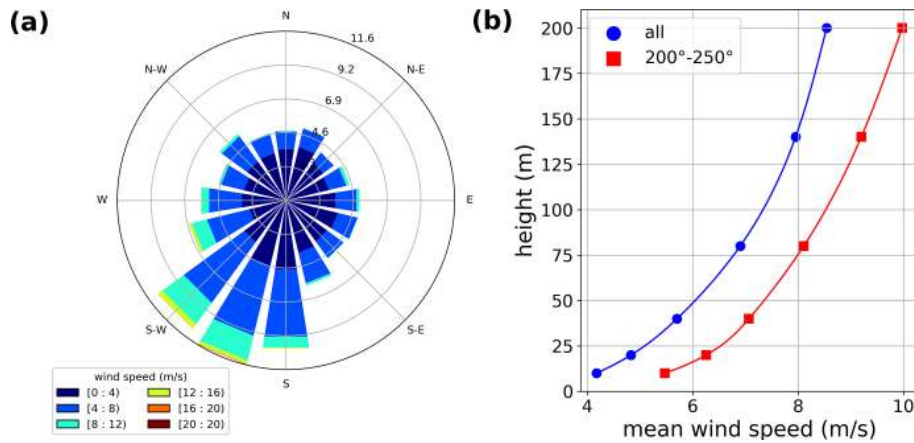 (a)
N
N-E
E
S-E
S
S-W
W
N-W
11.6
9.2
6.9
4.6
wind speed (m/s)
[0 : 4)
[4 : 8)
[8 : 12)
[12 : 16)
[16 : 20)
[20 : 20)
(b)
all
200°-250°
height (m)
200
175
150
125
100
75
50
25
0
4
6
8
10
mean wind speed (m/s)